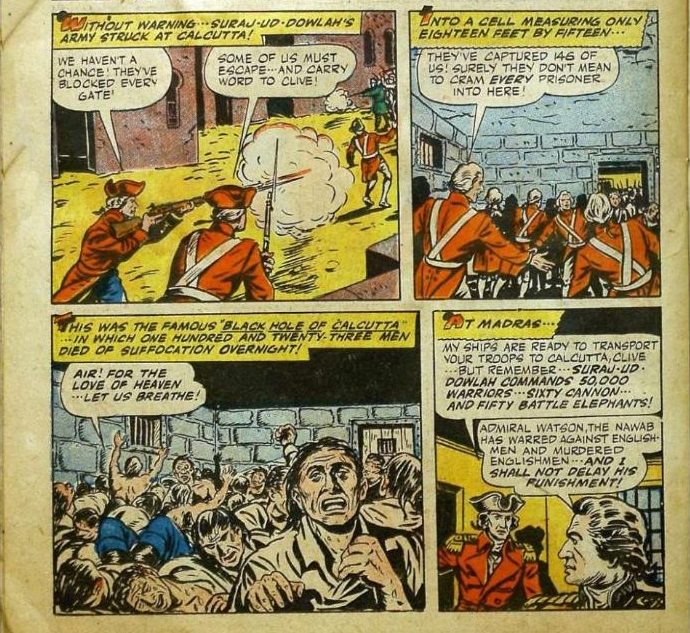 WITHOUT WARNING...SURAJ-UD-DOWLAH'S
ARMY STRUCK AT CALCUTTA!
WE HAVEN'T A
CHANCE! THEY'VE
BLOCKED EVERY
GATE!
SOME OF US MUST
ESCAPE...AND CARRY
WORD TO CLIVE!
INTO A CELL MEASURING ONLY
EIGHTEEN FEET BY FIFTEEN...
THEY'VE CAPTURED 146 OF
US! SURELY THEY DON'T MEAN
TO CRAM EVERY PRISONER
INTO HERE!
THIS WAS THE FAMOUS "BLACK HOLE OF CALCUTTA"
...IN WHICH ONE HUNDRED AND TWENTY-THREE MEN
DIED OF SUFFOCATION OVERNIGHT!
AIR! FOR THE
LOVE OF HEAVEN
...LET US BREATHE!
AT MADRAS...
MY SHIPS ARE READY TO TRANSPORT
YOUR TROOPS TO CALCUTTA, CLIVE
...BUT REMEMBER...SURAJ-UD-
DOWLAH COMMANDS 50,000
WARRIORS...SIXTY CANNON...
AND FIFTY BATTLE ELEPHANTS!
ADMIRAL WATSON, THE NAWAB
HAS WARRED AGAINST ENGLISH-
MEN AND MURDERED
ENGLISHMEN...AND I
SHALL NOT DELAY HIS
PUNISHMENT!